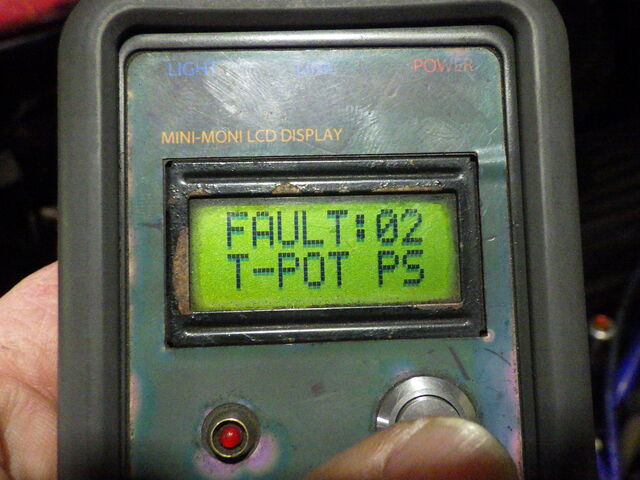 LIGHT POWER
MINI-MONI LCD DISPLAY
FAULT:02
T-POT PS